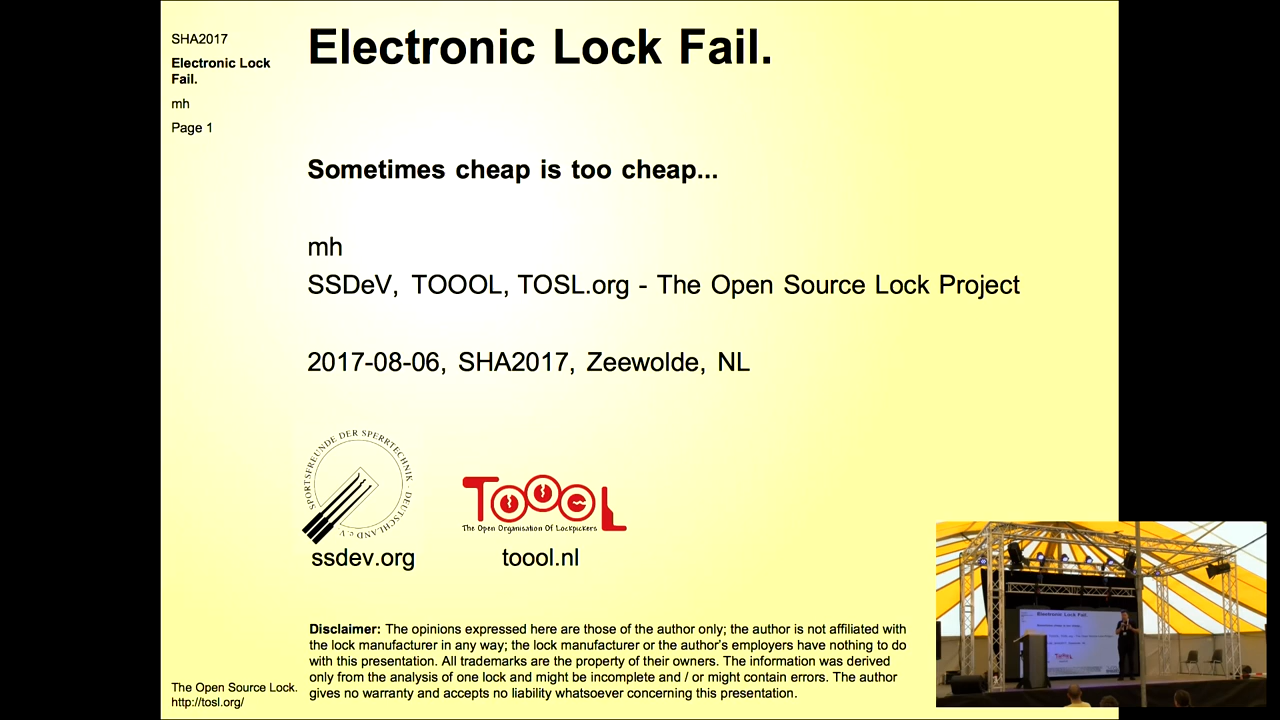 SHA2017
Electronic Lock
Fail.
mh
Page 1
Electronic Lock Fail.
Sometimes cheap is too cheap...
mh
SSDeV, TOOOL, TOSL.org - The Open Source Lock Project
2017-08-06, SHA2017, Zeewolde, NL
SPORTSFREUNDE DER SPERRTECHNIK - DEUTSCHLAND e.V.
ssdev.org
TOOOL
The Open Organisation Of Lockpickers
toool.nl
Disclaimer: The opinions expressed here are those of the author only; the author is not affiliated with
the lock manufacturer in any way; the lock manufacturer or the author's employers have nothing to do
with this presentation. All trademarks are the property of their owners. The information was derived
only from the analysis of one lock and might be incomplete and / or might contain errors. The author
gives no warranty and accepts no liability whatsoever concerning this presentation.
The Open Source Lock.
http://tosl.org/
Electronic Lock Fail.
TOOOL